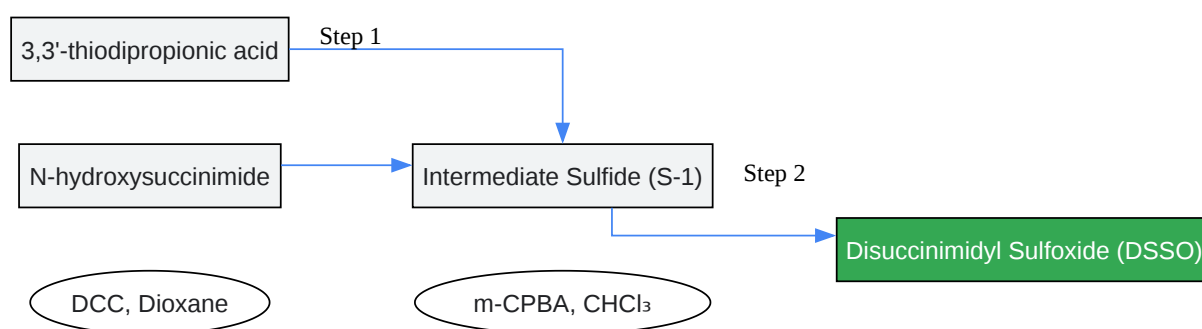 3,3'-thiodipropionic acid
Step 1
N-hydroxysuccinimide
Intermediate Sulfide (S-1)
Step 2
Disuccinimidyl Sulfoxide (DSSO)
DCC, Dioxane
m-CPBA, CHCl₃